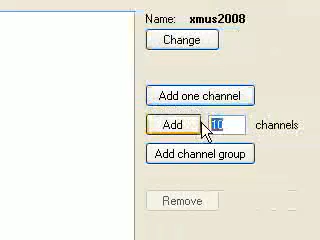 Name: xmus2008
Change
Add one channel
Add 10 channels
Add channel group
Remove